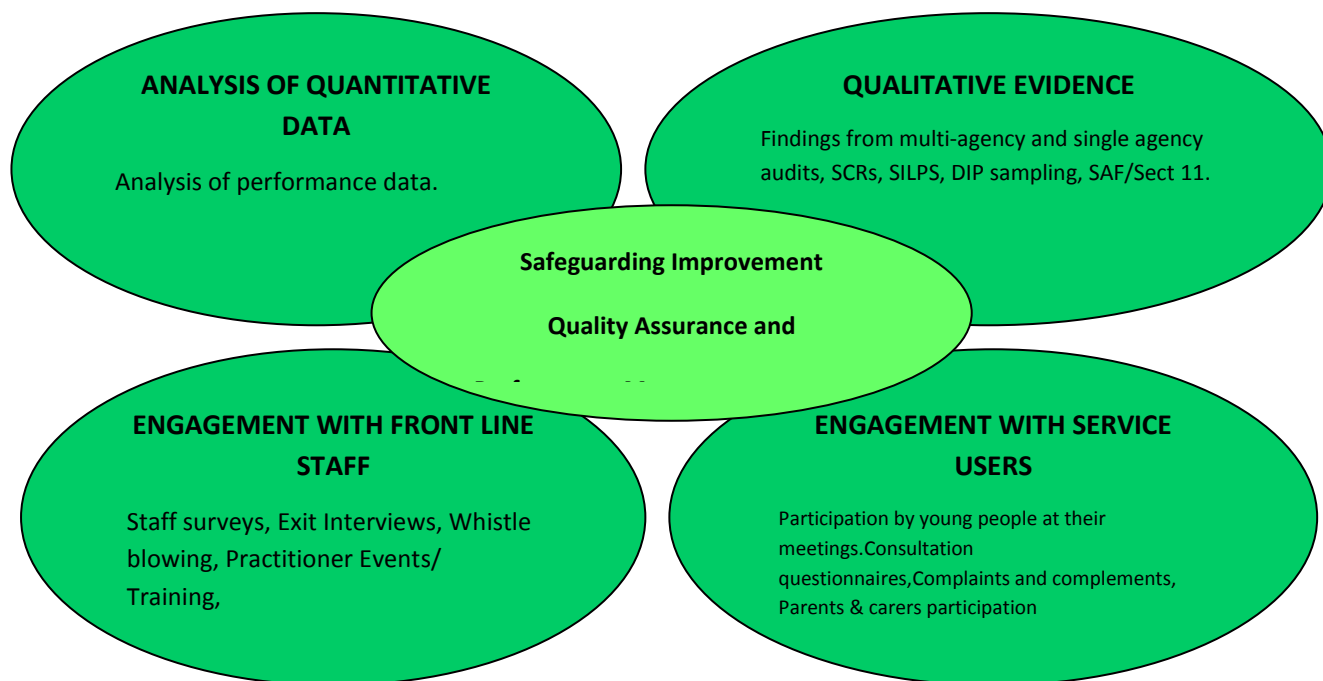 ANALYSIS OF QUANTITATIVE
DATA
Analysis of performance data.
QUALITATIVE EVIDENCE
Findings from multi-agency and single agency
audits, SCRs, SILPS, DIP sampling, SAF/Sect 11.
Safeguarding Improvement
Quality Assurance and
ENGAGEMENT WITH FRONT LINE
STAFF
Staff surveys, Exit Interviews, Whistle
blowing, Practitioner Events/
Training,
ENGAGEMENT WITH SERVICE
USERS
Participation by young people at their
meetings.Consultation
questionnaires,Complaints and complements,
Parents & carers participation